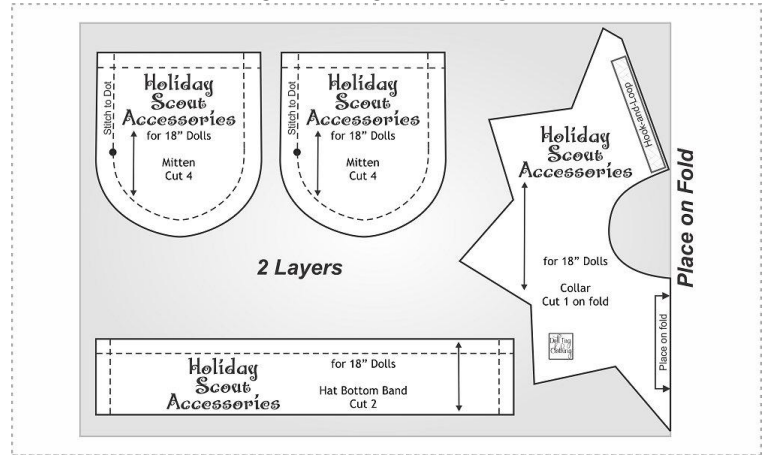 Stitch to Dot
Holiday
Scout
Accessories
for 18” Dolls
Mitten
Cut 4
Stitch to Dot
Holiday
Scout
Accessories
for 18” Dolls
Mitten
Cut 4
Hook-and-Loop
Holiday
Scout
Accessories
for 18” Dolls
Collar
Cut 1 on fold
Doll Tag
Clothing
Place on fold
Place on Fold
2 Layers
Holiday
Scout
Accessories
for 18” Dolls
Hat Bottom Band
Cut 2